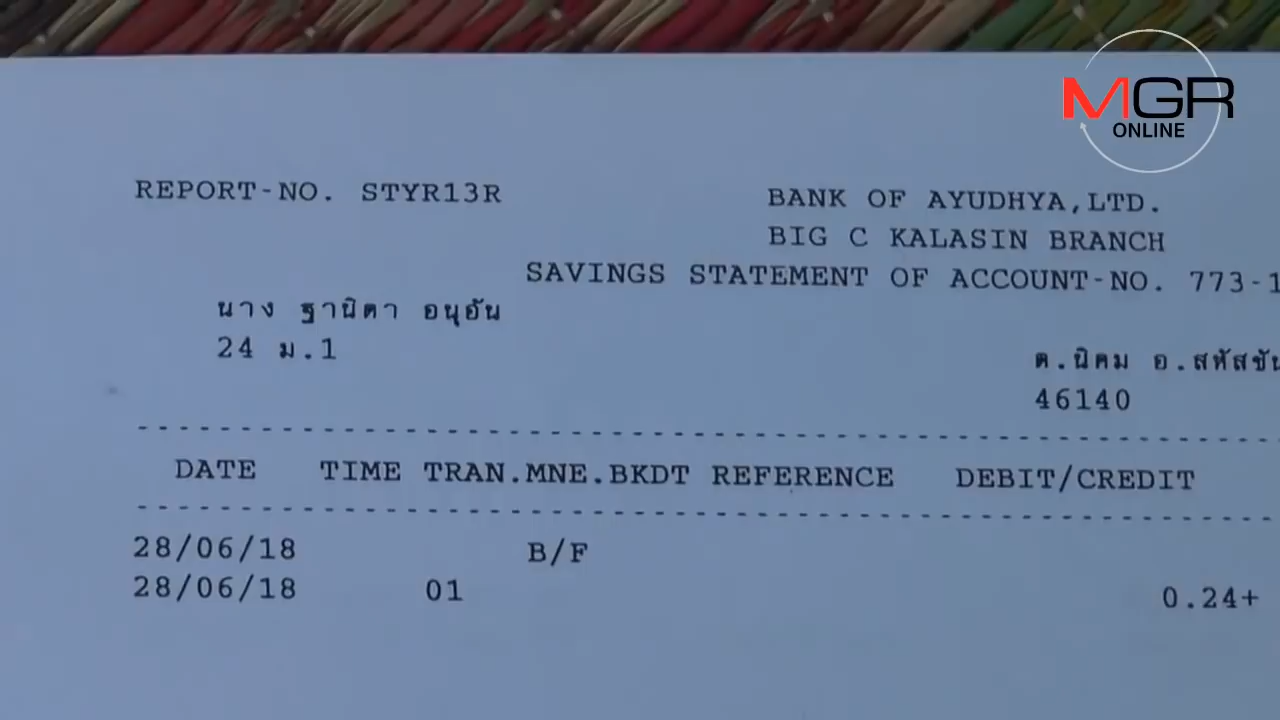 MGR
ONLINE
REPORT-NO. STYR13R
BANK OF AYUDHYA,LTD.
BIG C KALASIN BRANCH
SAVINGS STATEMENT OF ACCOUNT-NO. 773-1
นาง ฐานิตา อนุอัน
24 ม.1
ต.นิคม อ.สหัสขัน
46140
DATE TIME TRAN.MNE.BKDT REFERENCE DEBIT/CREDIT
28/06/18 B/F
28/06/18 01 0.24+